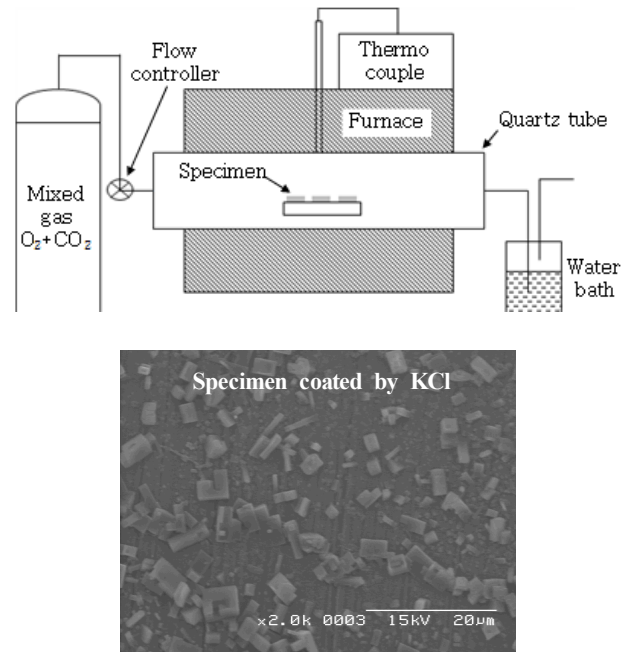 Thermo
couple
Flow
controller
Furnace
Quartz tube
Specimen
Mixed
gas
O₂+CO₂
Water
bath
Specimen coated by KCl
x2.0k 0003 15kV 20µm